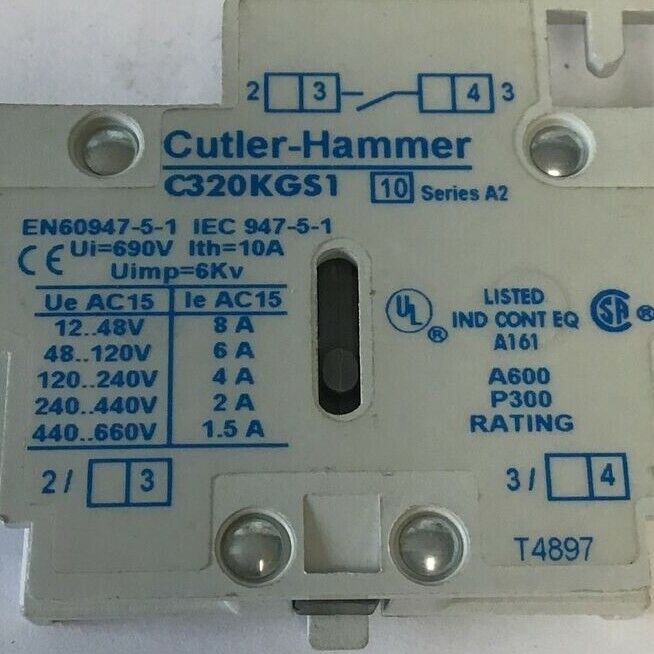 2 3 4 3
Cutler-Hammer
C320KGS1 10 Series A2
EN60947-5-1 IEC 947-5-1
CE Ui=690V Ith=10A
Uimp=6Kv
Ue AC15 Ie AC15
12..48V 8 A
48..120V 6 A
120..240V 4 A
240..440V 2 A
440..660V 1.5 A
UL ® LISTED SA ®
IND CONT EQ
A161
A600
P300
RATING
2 / 3
3 / 4
T4897